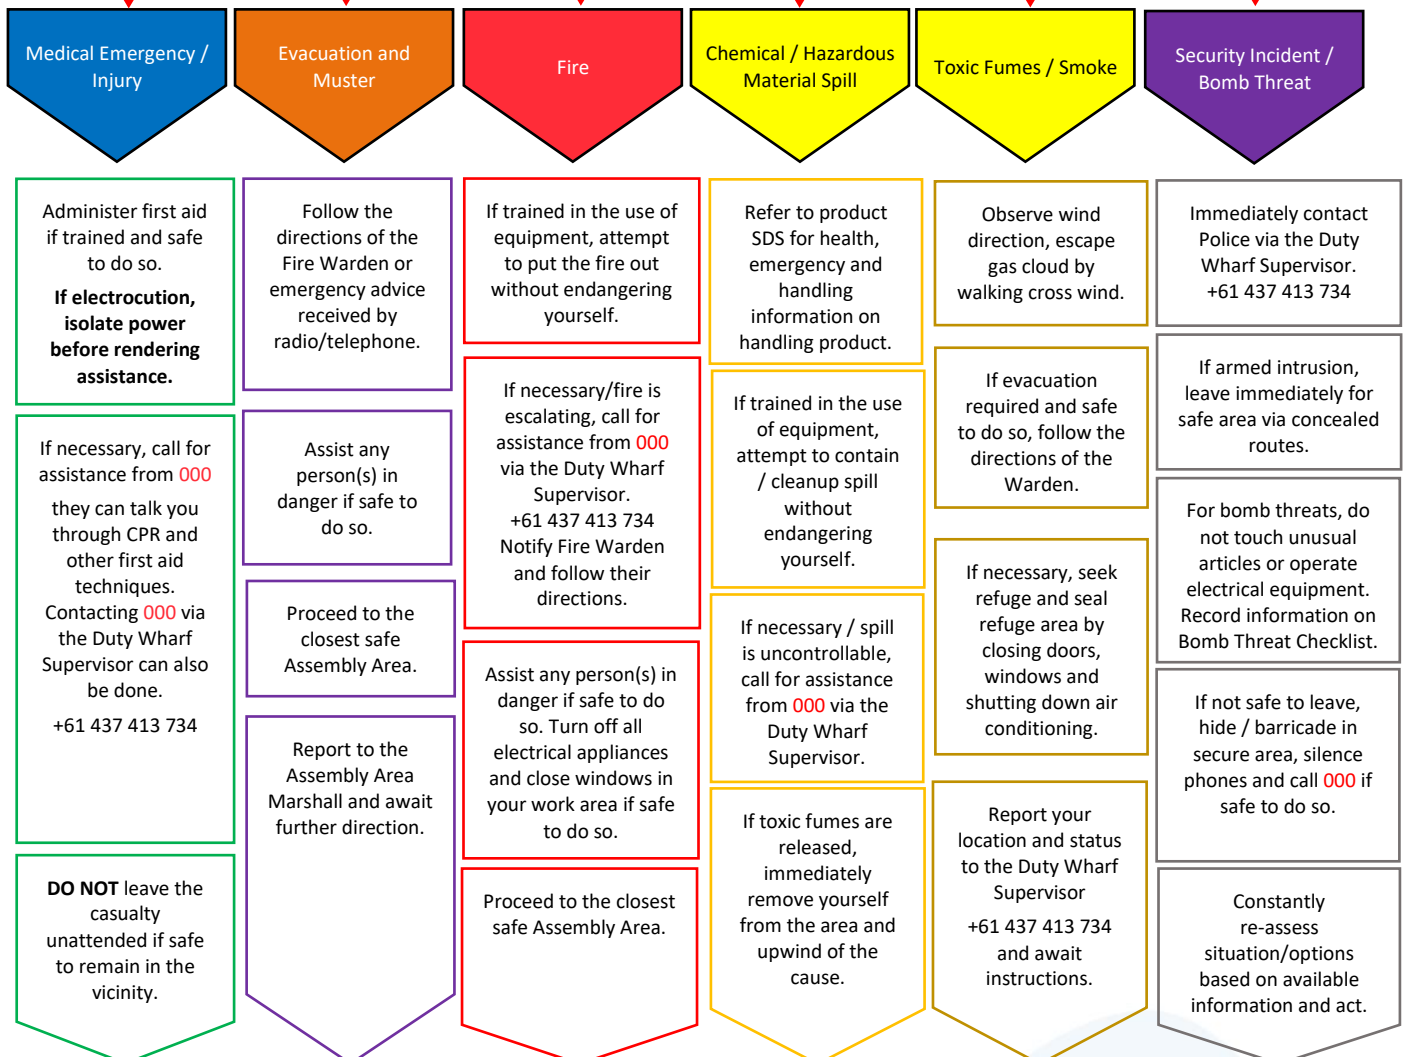 Medical Emergency /
Injury
Evacuation and
Muster
Fire
Chemical / Hazardous
Material Spill
Toxic Fumes / Smoke
Security Incident /
Bomb Threat
Administer first aid
if trained and safe
to do so.
If electrocution,
isolate power
before rendering
assistance.
If necessary, call for
assistance from 000
they can talk you
through CPR and
other first aid
techniques.
Contacting 000 via
the Duty Wharf
Supervisor can also
be done.
+61 437 413 734
DO NOT leave the
casualty
unattended if safe
to remain in the
vicinity.
Follow the
directions of the
Fire Warden or
emergency advice
received by
radio/telephone.
Assist any
person(s) in
danger if safe to
do so.
Proceed to the
closest safe
Assembly Area.
Report to the
Assembly Area
Marshall and await
further direction.
If trained in the use of
equipment, attempt
to put the fire out
without endangering
yourself.
If necessary/fire is
escalating, call for
assistance from 000
via the Duty Wharf
Supervisor.
+61 437 413 734
Notify Fire Warden
and follow their
directions.
Assist any person(s) in
danger if safe to do
so. Turn off all
electrical appliances
and close windows in
your work area if safe
to do so.
Proceed to the closest
safe Assembly Area.
Refer to product
SDS for health,
emergency and
handling
information on
handling product.
If trained in the use
of equipment,
attempt to contain
/ cleanup spill
without
endangering
yourself.
If necessary / spill
is uncontrollable,
call for assistance
from 000 via the
Duty Wharf
Supervisor.
If toxic fumes are
released,
immediately
remove yourself
from the area and
upwind of the
cause.
Observe wind
direction, escape
gas cloud by
walking cross wind.
If evacuation
required and safe
to do so, follow the
directions of the
Warden.
If necessary, seek
refuge and seal
refuge area by
closing doors,
windows and
shutting down air
conditioning.
Report your
location and status
to the Duty Wharf
Supervisor
+61 437 413 734
and await
instructions.
Immediately contact
Police via the Duty
Wharf Supervisor.
+61 437 413 734
If armed intrusion,
leave immediately for
safe area via concealed
routes.
For bomb threats, do
not touch unusual
articles or operate
electrical equipment.
Record information on
Bomb Threat Checklist.
If not safe to leave,
hide / barricade in
secure area, silence
phones and call 000 if
safe to do so.
Constantly
re-assess
situation/options
based on available
information and act.